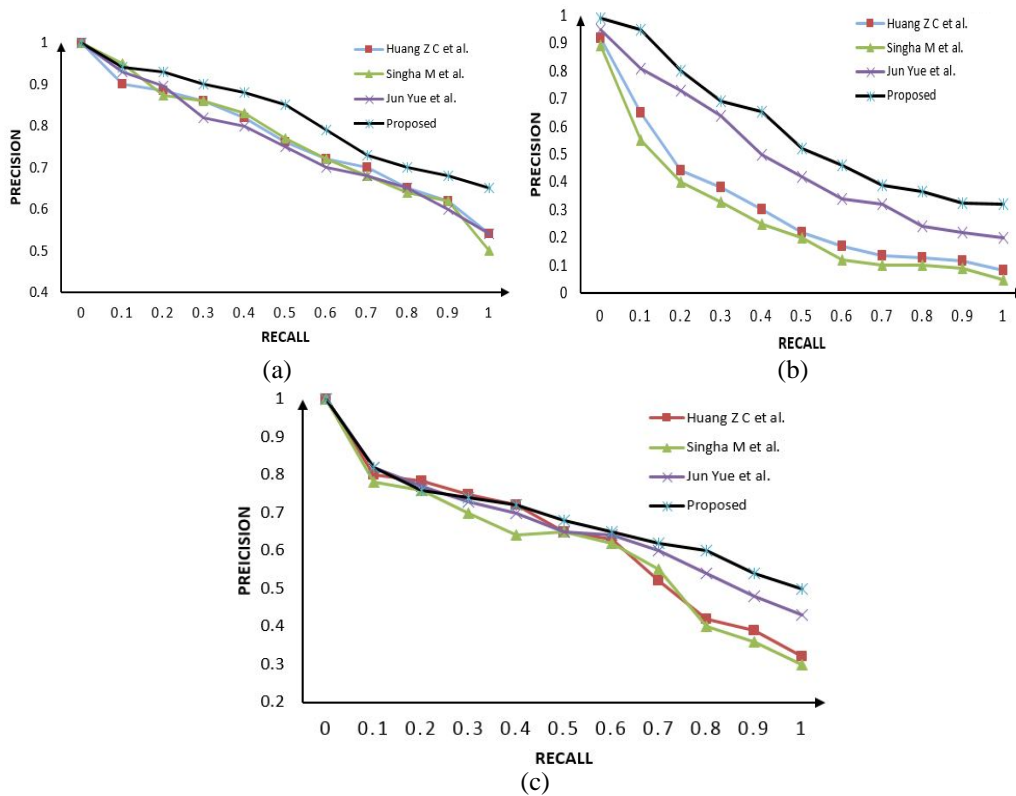 1
0.9
0.8
0.7
0.6
0.5
0.4
PRECISION
0 0.1 0.2 0.3 0.4 0.5 0.6 0.7 0.8 0.9 1
RECALL
Huang Z C et al.
Singha M et al.
Jun Yue et al.
Proposed
(a)
1
0.9
0.8
0.7
0.6
0.5
0.4
0.3
0.2
0.1
0
PRECISION
0 0.1 0.2 0.3 0.4 0.5 0.6 0.7 0.8 0.9 1
RECALL
Huang Z C et al.
Singha M et al.
Jun Yue et al.
Proposed
(b)
1
0.9
0.8
0.7
0.6
0.5
0.4
0.3
0.2
PREICISION
0 0.1 0.2 0.3 0.4 0.5 0.6 0.7 0.8 0.9 1
RECALL
Huang Z C et al.
Singha M et al.
Jun Yue et al.
Proposed
(c)